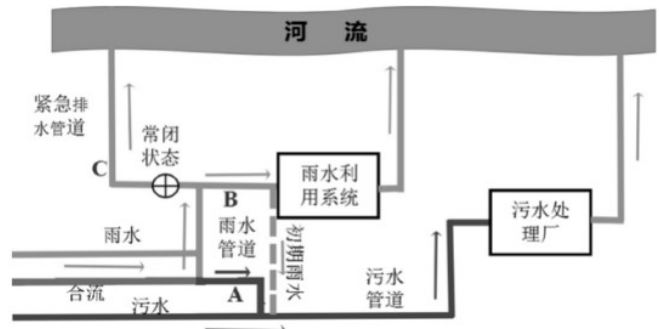 河 流
紧急排
水管道
常闭
状态
C
B
雨水利
用系统
污水处
理厂
雨水
雨水
管道
初期雨水
污水
管道
合流
A
污水